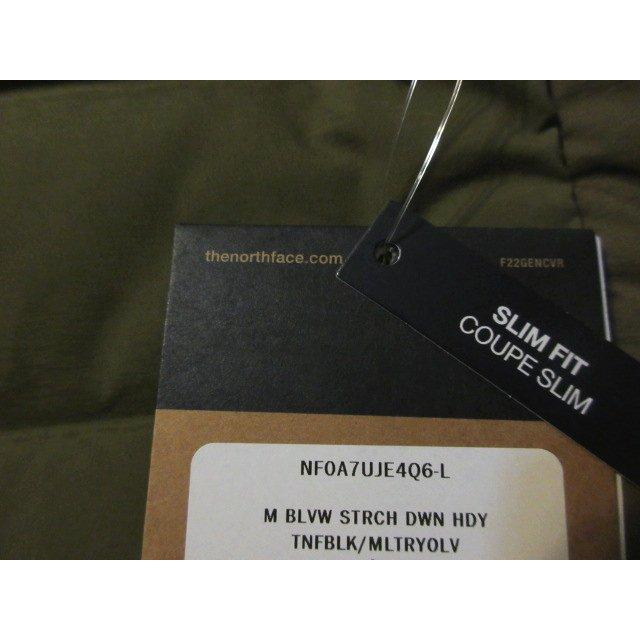 thenorthface.com
F22GENCVR
SLIM FIT
COUPE SLIM
NF0A7UJE4Q6-L
M BLVW STRCH DWN HDY
TNFBLK/MLTRYOLV